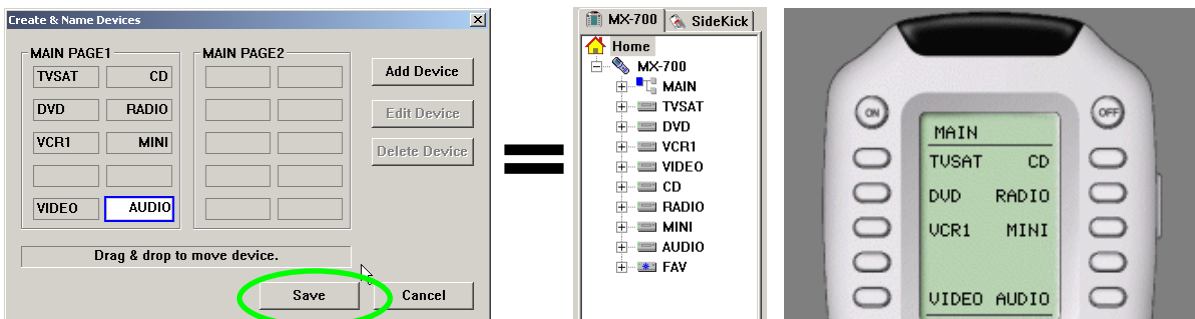 Create & Name Devices
MAIN PAGE1
MAIN PAGE2
TVSAT CD
DVD RADIO
VCR1 MINI
VIDEO AUDIO
Add Device
Edit Device
Delete Device
Drag & drop to move device.
Save
Cancel
MX-700 SideKick
Home
MX-700
MAIN
TVSAT
DVD
VCR1
VIDEO
CD
RADIO
MINI
AUDIO
FAV
ON
OFF
MAIN
TVSAT CD
DVD RADIO
VCR1 MINI
VIDEO AUDIO